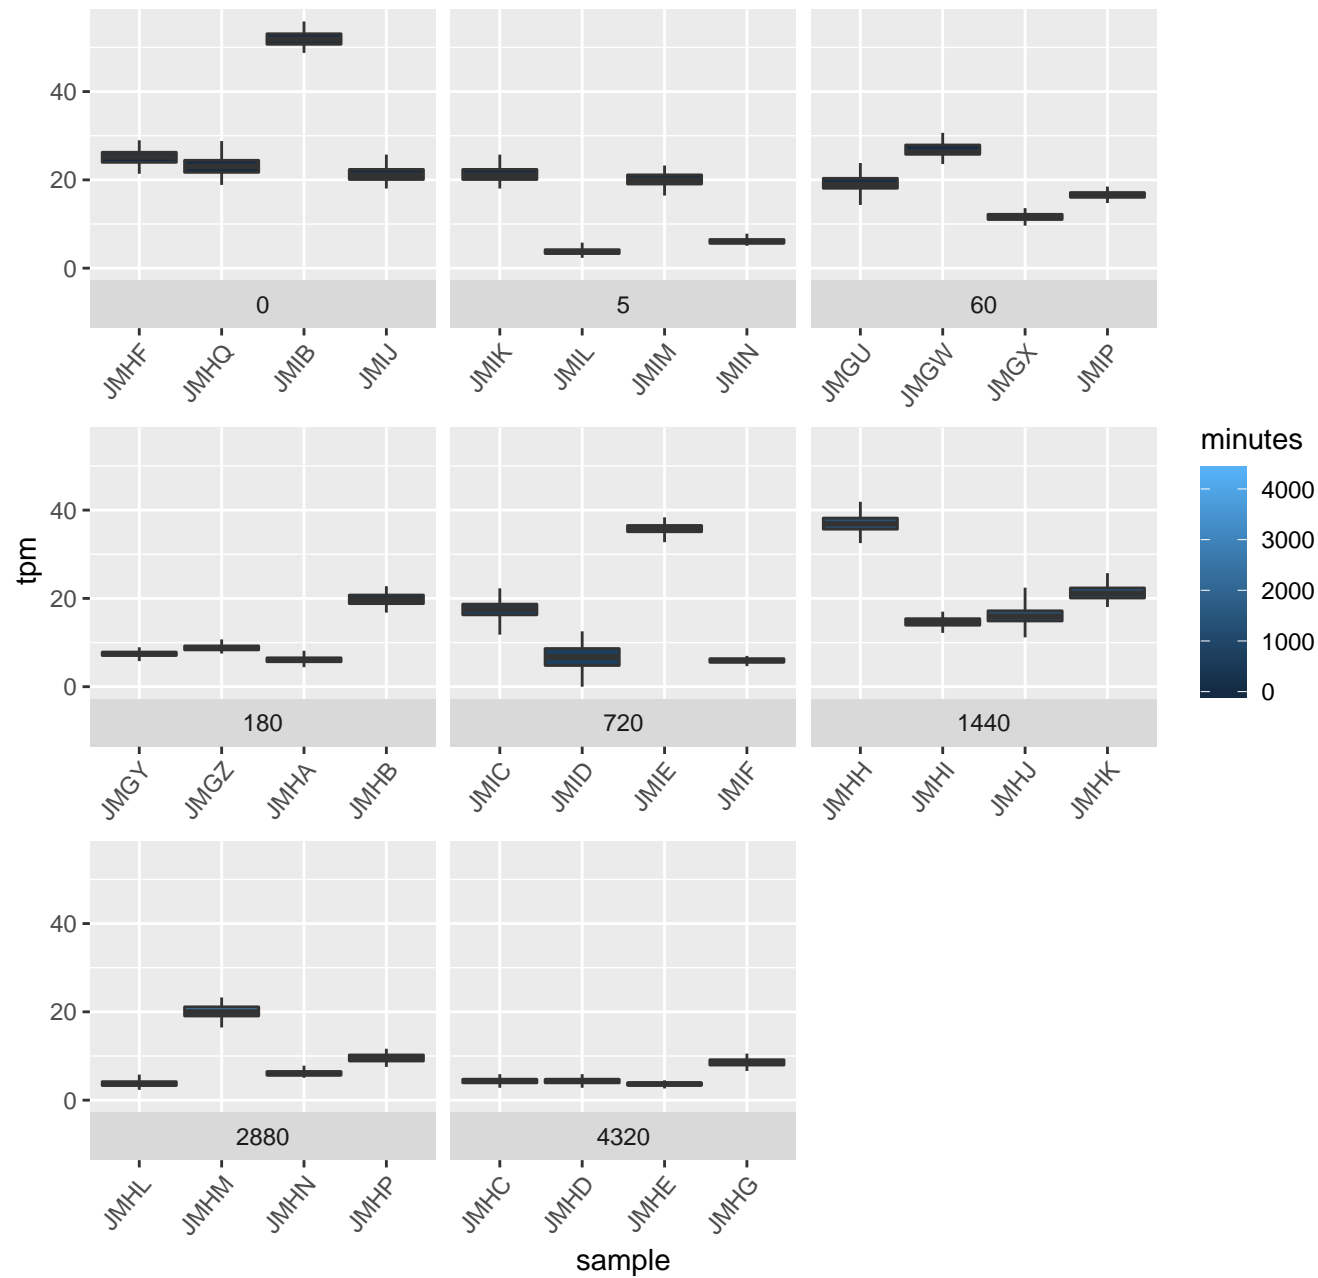 40
20
0
0
5
60
JMHF
JMHQ
JMIB
JMIJ
JMIK
JMIL
JMIM
JMIN
JMGU
JMGW
JMGX
JMIP
tpm
40
20
0
180
720
1440
JMGY
JMGZ
JMHA
JMHB
JMIC
JMID
JMIE
JMIF
JMHH
JMHI
JMHJ
JMHK
minutes
4000
3000
2000
1000
0
40
20
0
2880
4320
JMHL
JMHM
JMHN
JMHP
JMHC
JMHD
JMHE
JMHG
sample